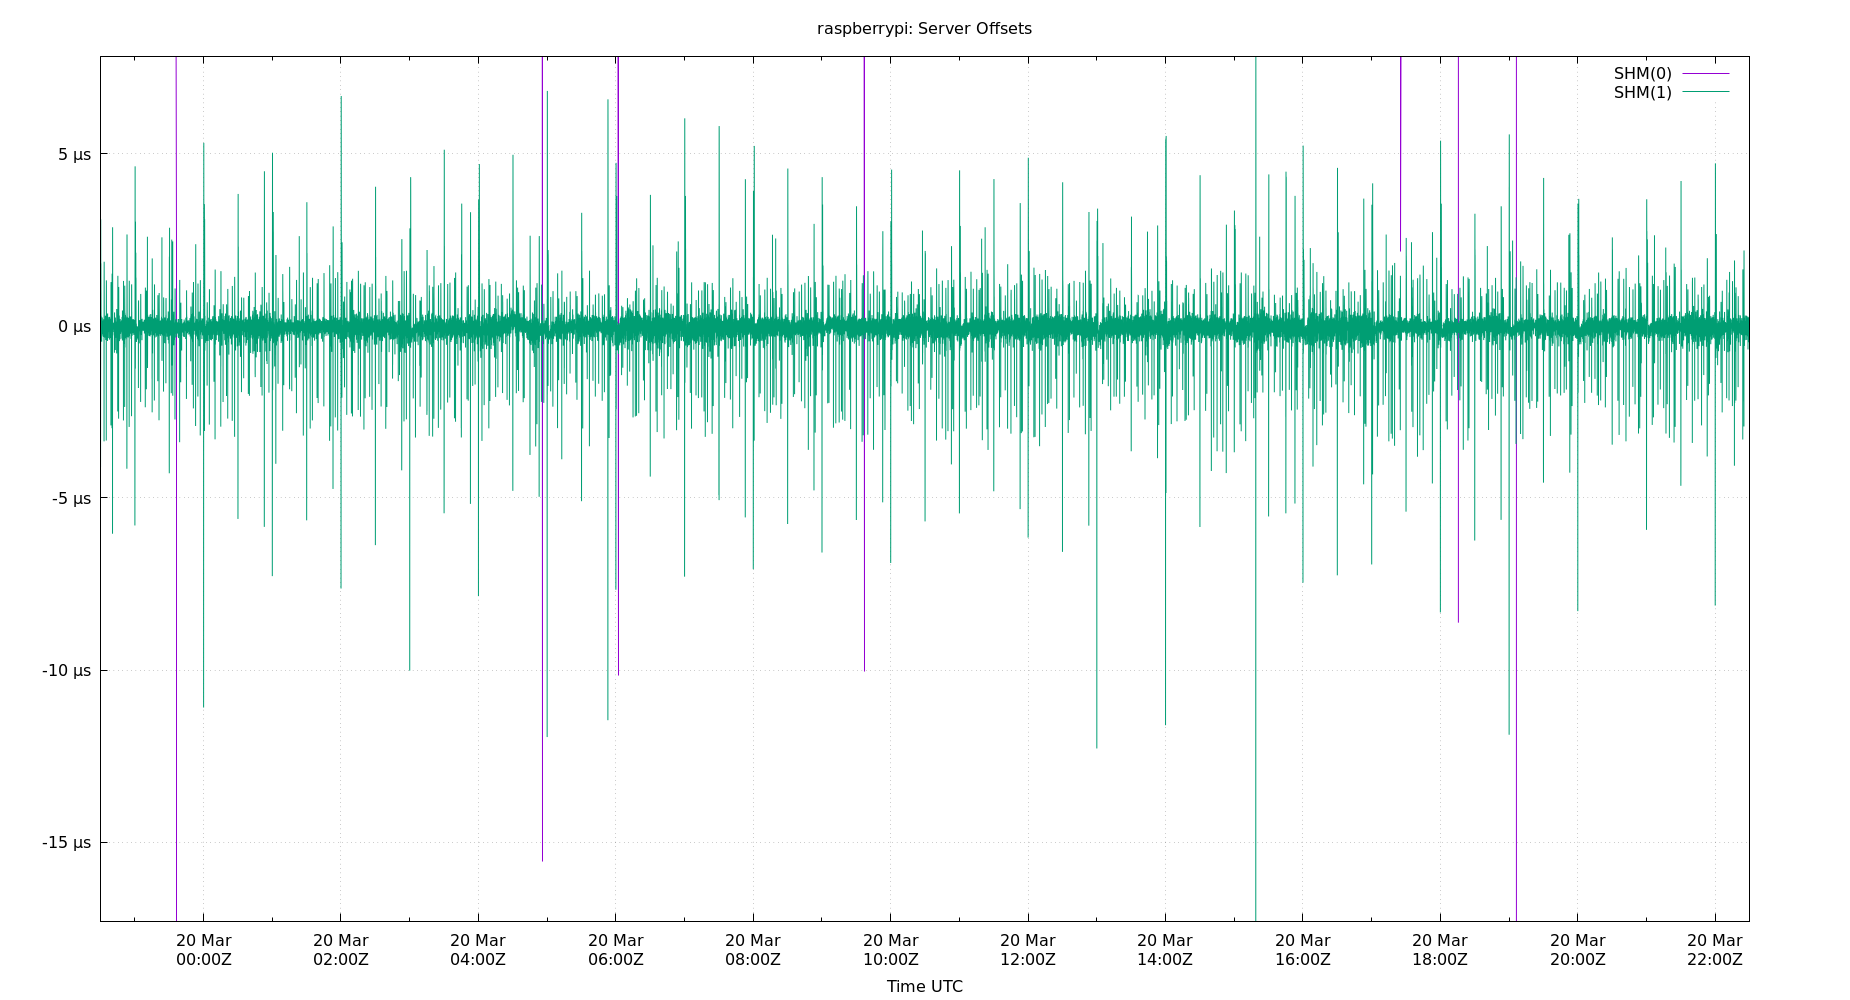 raspberrypi: Server Offsets
SHM(0)
SHM(1)
5 µs
0 µs
-5 µs
-10 µs
-15 µs
20 Mar 20 Mar 20 Mar 20 Mar 20 Mar 20 Mar 20 Mar 20 Mar 20 Mar 20 Mar 20 Mar 20 Mar
00:00Z 02:00Z 04:00Z 06:00Z 08:00Z 10:00Z 12:00Z 14:00Z 16:00Z 18:00Z 20:00Z 22:00Z
Time UTC